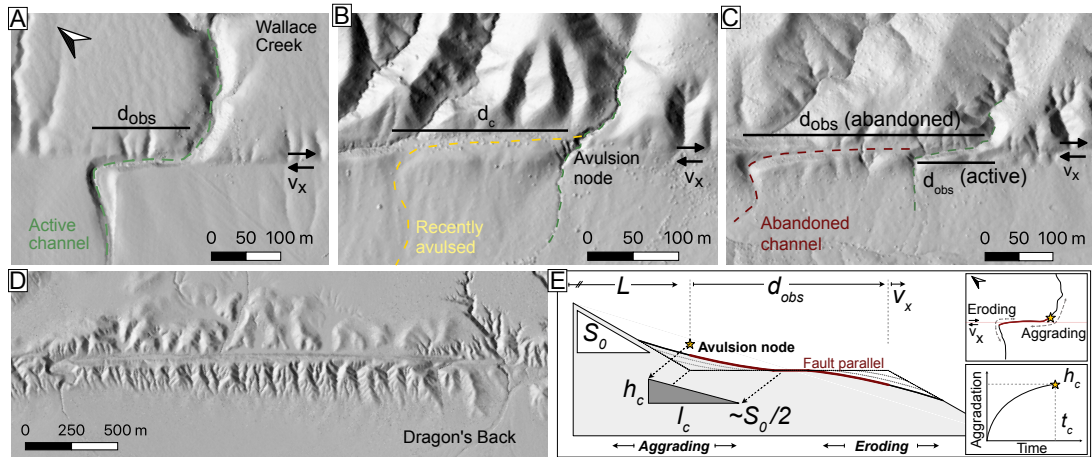 A
Wallace
Creek
d_obs
v_x
Active
channel
0 50 100 m
B
d_c
Avulsion
node
v_x
Recently
avulsed
0 50 100 m
C
d_obs (abandoned)
d_obs (active)
v_x
Abandoned
channel
0 50 100 m
D
0 250 500 m
Dragon's Back
E
L
d_obs
v_x
S_0
Avulsion node
Fault parallel
h_c
l_c
~S_0/2
Aggrading
Eroding
Eroding
v_x
Aggrading
Aggradation
h_c
t_c
Time